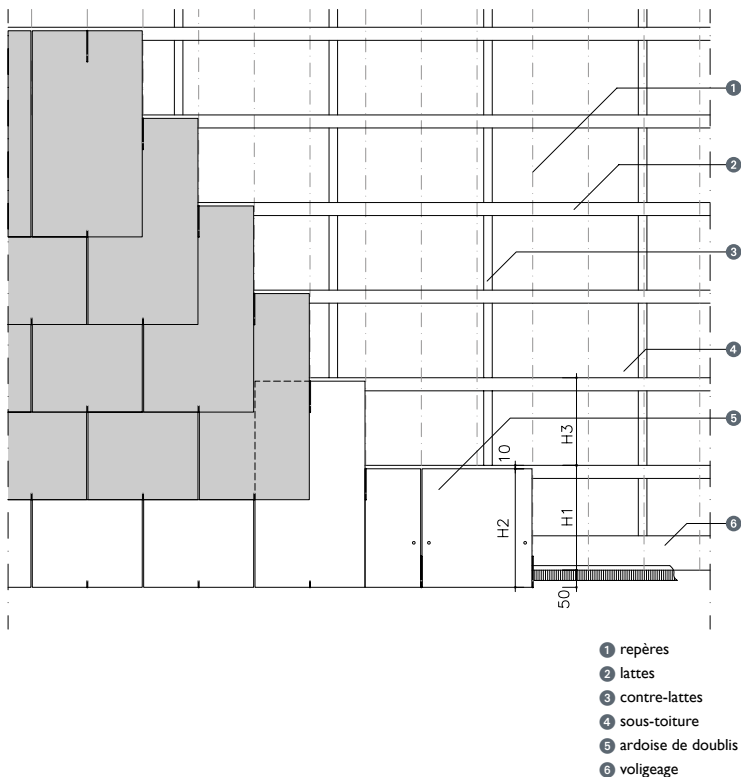 1
2
3
4
5
6
10
H3
H2
H1
50
1 repères
2 lattes
3 contre-lattes
4 sous-toiture
5 ardoise de doublis
6 voligeage